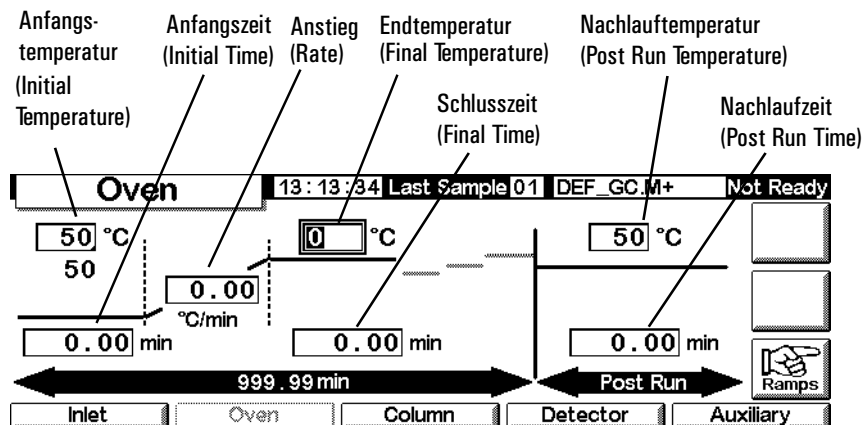 Anfangs-
temperatur
(Initial
Temperature)
Anfangszeit
(Initial Time)
Anstieg
(Rate)
Endtemperatur
(Final Temperature)
Schlusszeit
(Final Time)
Nachlauftemperatur
(Post Run Temperature)
Nachlaufzeit
(Post Run Time)
Oven 13:13:34 Last Sample 01 DEF_GC.M+ Not Ready
50 °C 0 °C 50 °C
50
0.00
°C/min
0.00 min 0.00 min 0.00 min
999.99 min Post Run Ramps
Inlet Oven Column Detector Auxiliary